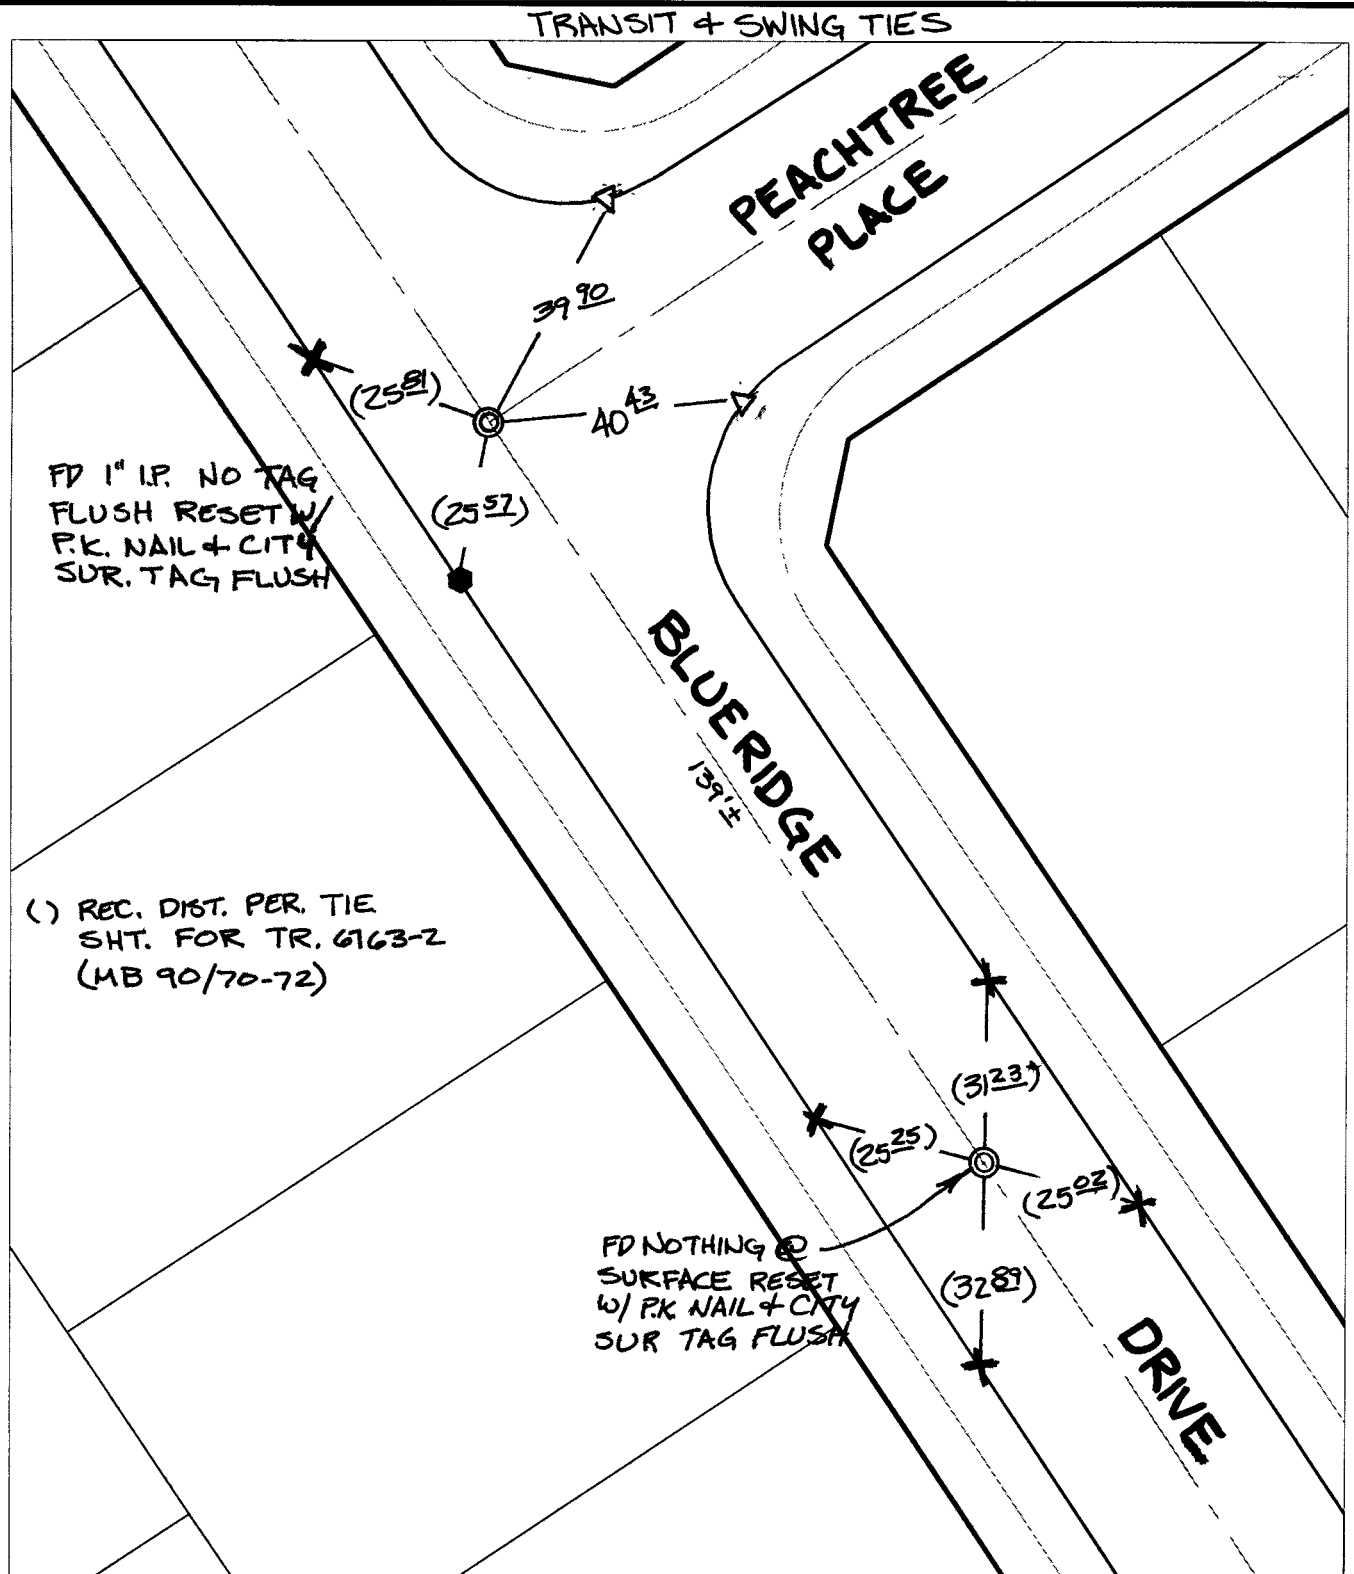 TRANSIT & SWING TIES
PEACHTREE
PLACE
39 90
(25 81)
40 43
FD 1" I.P. NO TAG
FLUSH RESET W/
P.K. NAIL & CITY
SUR. TAG FLUSH
(25 57)
BLUERIDGE
139'±
() REC. DIST. PER. TIE
SHT. FOR TR. 6763-2
(MB 90/70-72)
(31 23)
(25 25)
(25 02)
FD NOTHING @
SURFACE RESET
W/ P.K NAIL & CITY
SUR TAG FLUSH
(32 89)
DRIVE